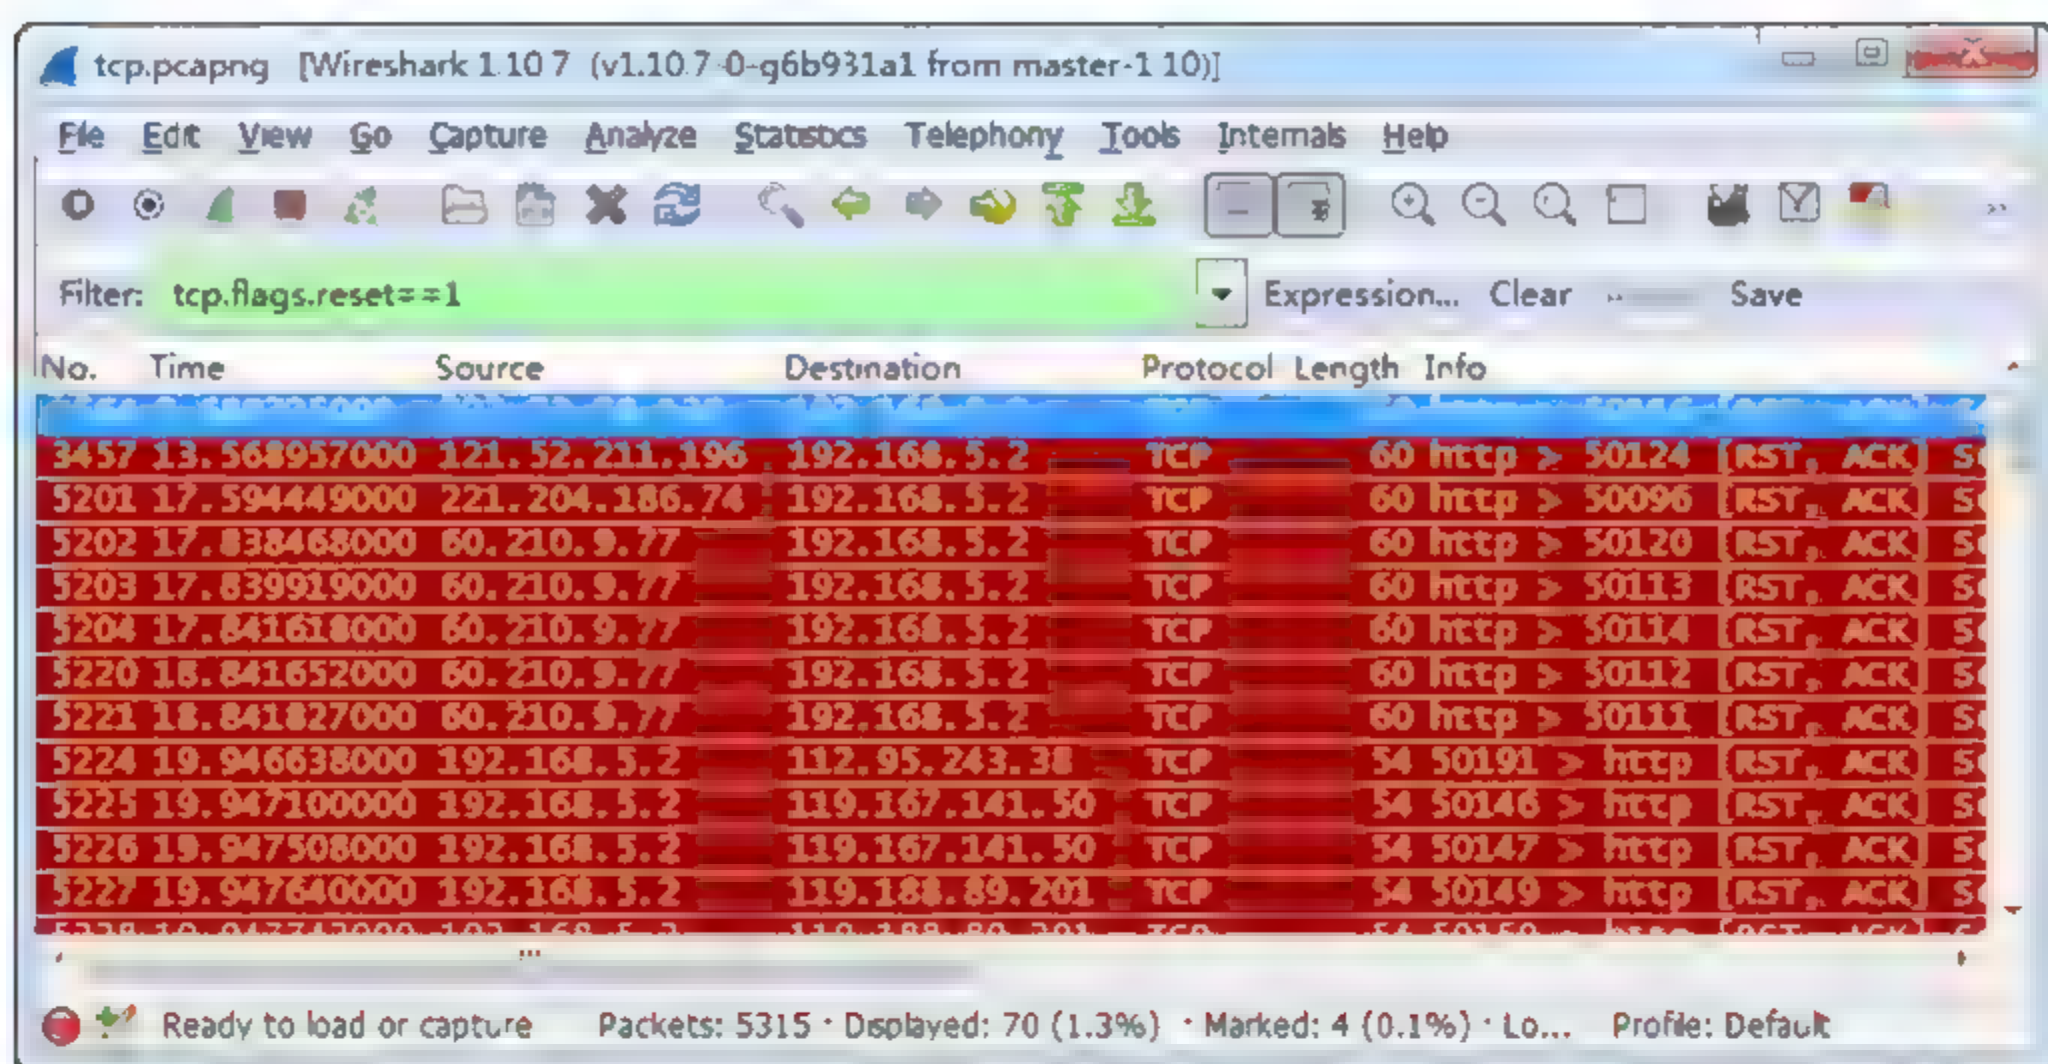 tcp.pcapng [Wireshark 1.10.7 (v1.10.7-0-g6b931a1 from master-1.10)]
File Edit View Go Capture Analyze Statistics Telephony Tools Internals Help
Filter: tcp.flags.reset==1 Expression... Clear Save
No. Time Source Destination Protocol Length Info
3457 13.568957000 121.52.211.196 192.168.5.2 TCP 60 http > 50124 [RST, ACK] S
5201 17.594449000 221.204.186.74 192.168.5.2 TCP 60 http > 50096 [RST, ACK] S
5202 17.838468000 60.210.9.77 192.168.5.2 TCP 60 http > 50120 [RST, ACK] S
5203 17.839919000 60.210.9.77 192.168.5.2 TCP 60 http > 50113 [RST, ACK] S
5204 17.841618000 60.210.9.77 192.168.5.2 TCP 60 http > 50114 [RST, ACK] S
5220 18.841652000 60.210.9.77 192.168.5.2 TCP 60 http > 50112 [RST, ACK] S
5221 18.841827000 60.210.9.77 192.168.5.2 TCP 60 http > 50111 [RST, ACK] S
5224 19.946638000 192.168.5.2 112.95.243.38 TCP 54 50191 > http [RST, ACK] S
5225 19.947100000 192.168.5.2 119.167.141.50 TCP 54 50146 > http [RST, ACK] S
5226 19.947508000 192.168.5.2 119.167.141.50 TCP 54 50147 > http [RST, ACK] S
5227 19.947640000 192.168.5.2 119.188.89.201 TCP 54 50149 > http [RST, ACK] S
Ready to load or capture Packets: 5315 · Displayed: 70 (1.3%) · Marked: 4 (0.1%) · Lo... Profile: Default